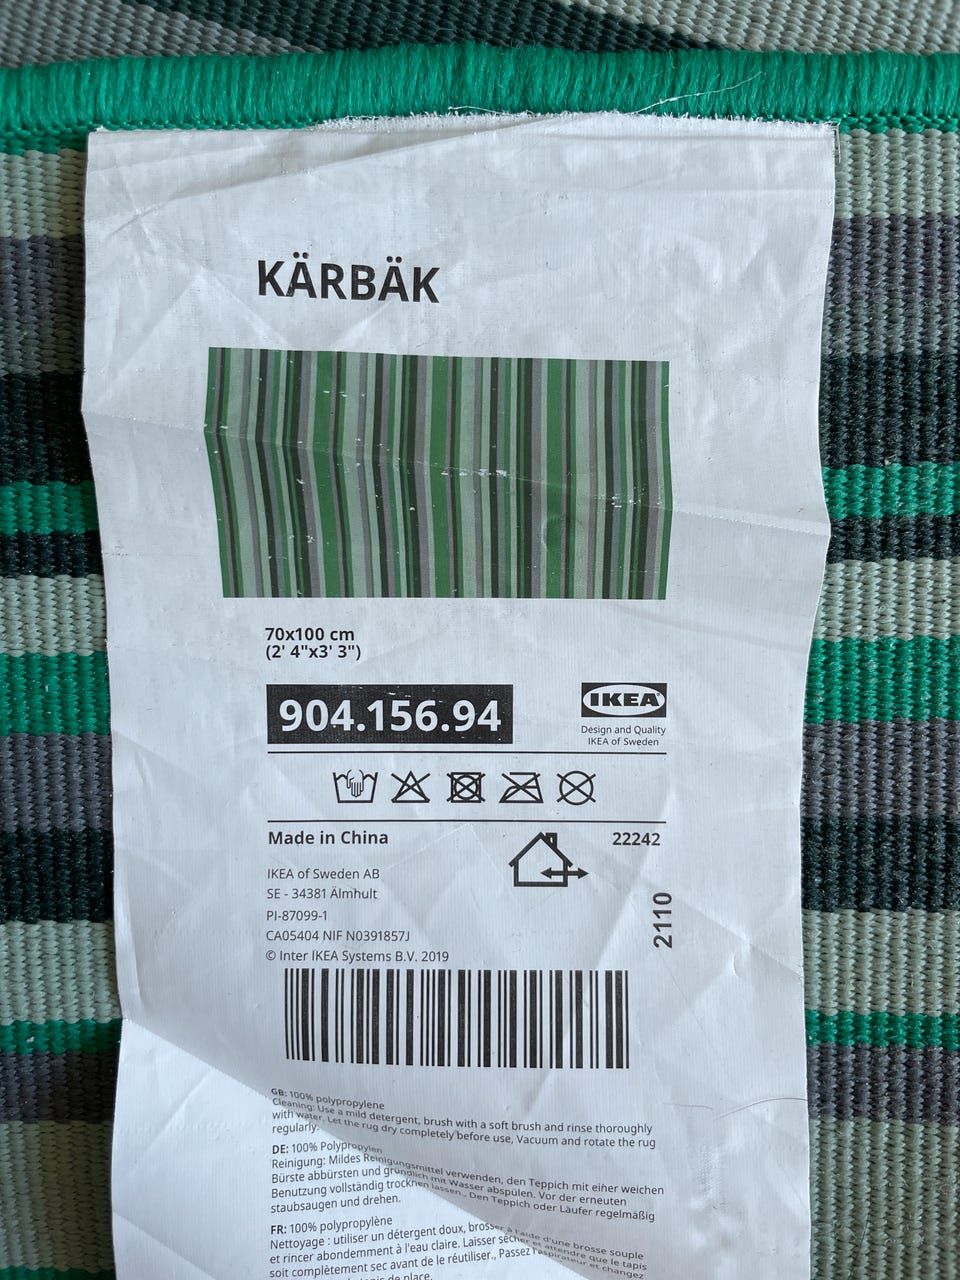 KÄRBÄK
70x100 cm
(2' 4"x3' 3")
904.156.94
IKEA
Design and Quality
IKEA of Sweden
Made in China
22242
IKEA of Sweden AB
SE - 34381 Älmhult
PI-87099-1
CA05404 NIF N0391857J
© Inter IKEA Systems B.V. 2019
2110
GB: 100% polypropylene
Cleaning: Use a mild detergent, brush with a soft brush and rinse thoroughly
with water. Let the rug dry completely before use, Vacuum and rotate the rug
regularly.
DE: 100% Polypropylen
Reinigung: Mildes Reinigungsmittel verwenden, den Teppich mit einer weichen
Bürste abbürsten und gründlich mit Wasser abspülen. Vor der erneuten
Benutzung vollständig trocknen lassen.. Den Teppich oder Läufer regelmäßig
staubsaugen und drehen.
FR: 100% polypropylène
Nettoyage : utiliser un détergent doux, brosser à l'aide d'une brosse souple
et rincer abondemment à l'eau claire. Laisser sécher et attendre que le tapis
soit complètement sec avant de le réutiliser., Passez l'aspirateur et changez
tapis de place.